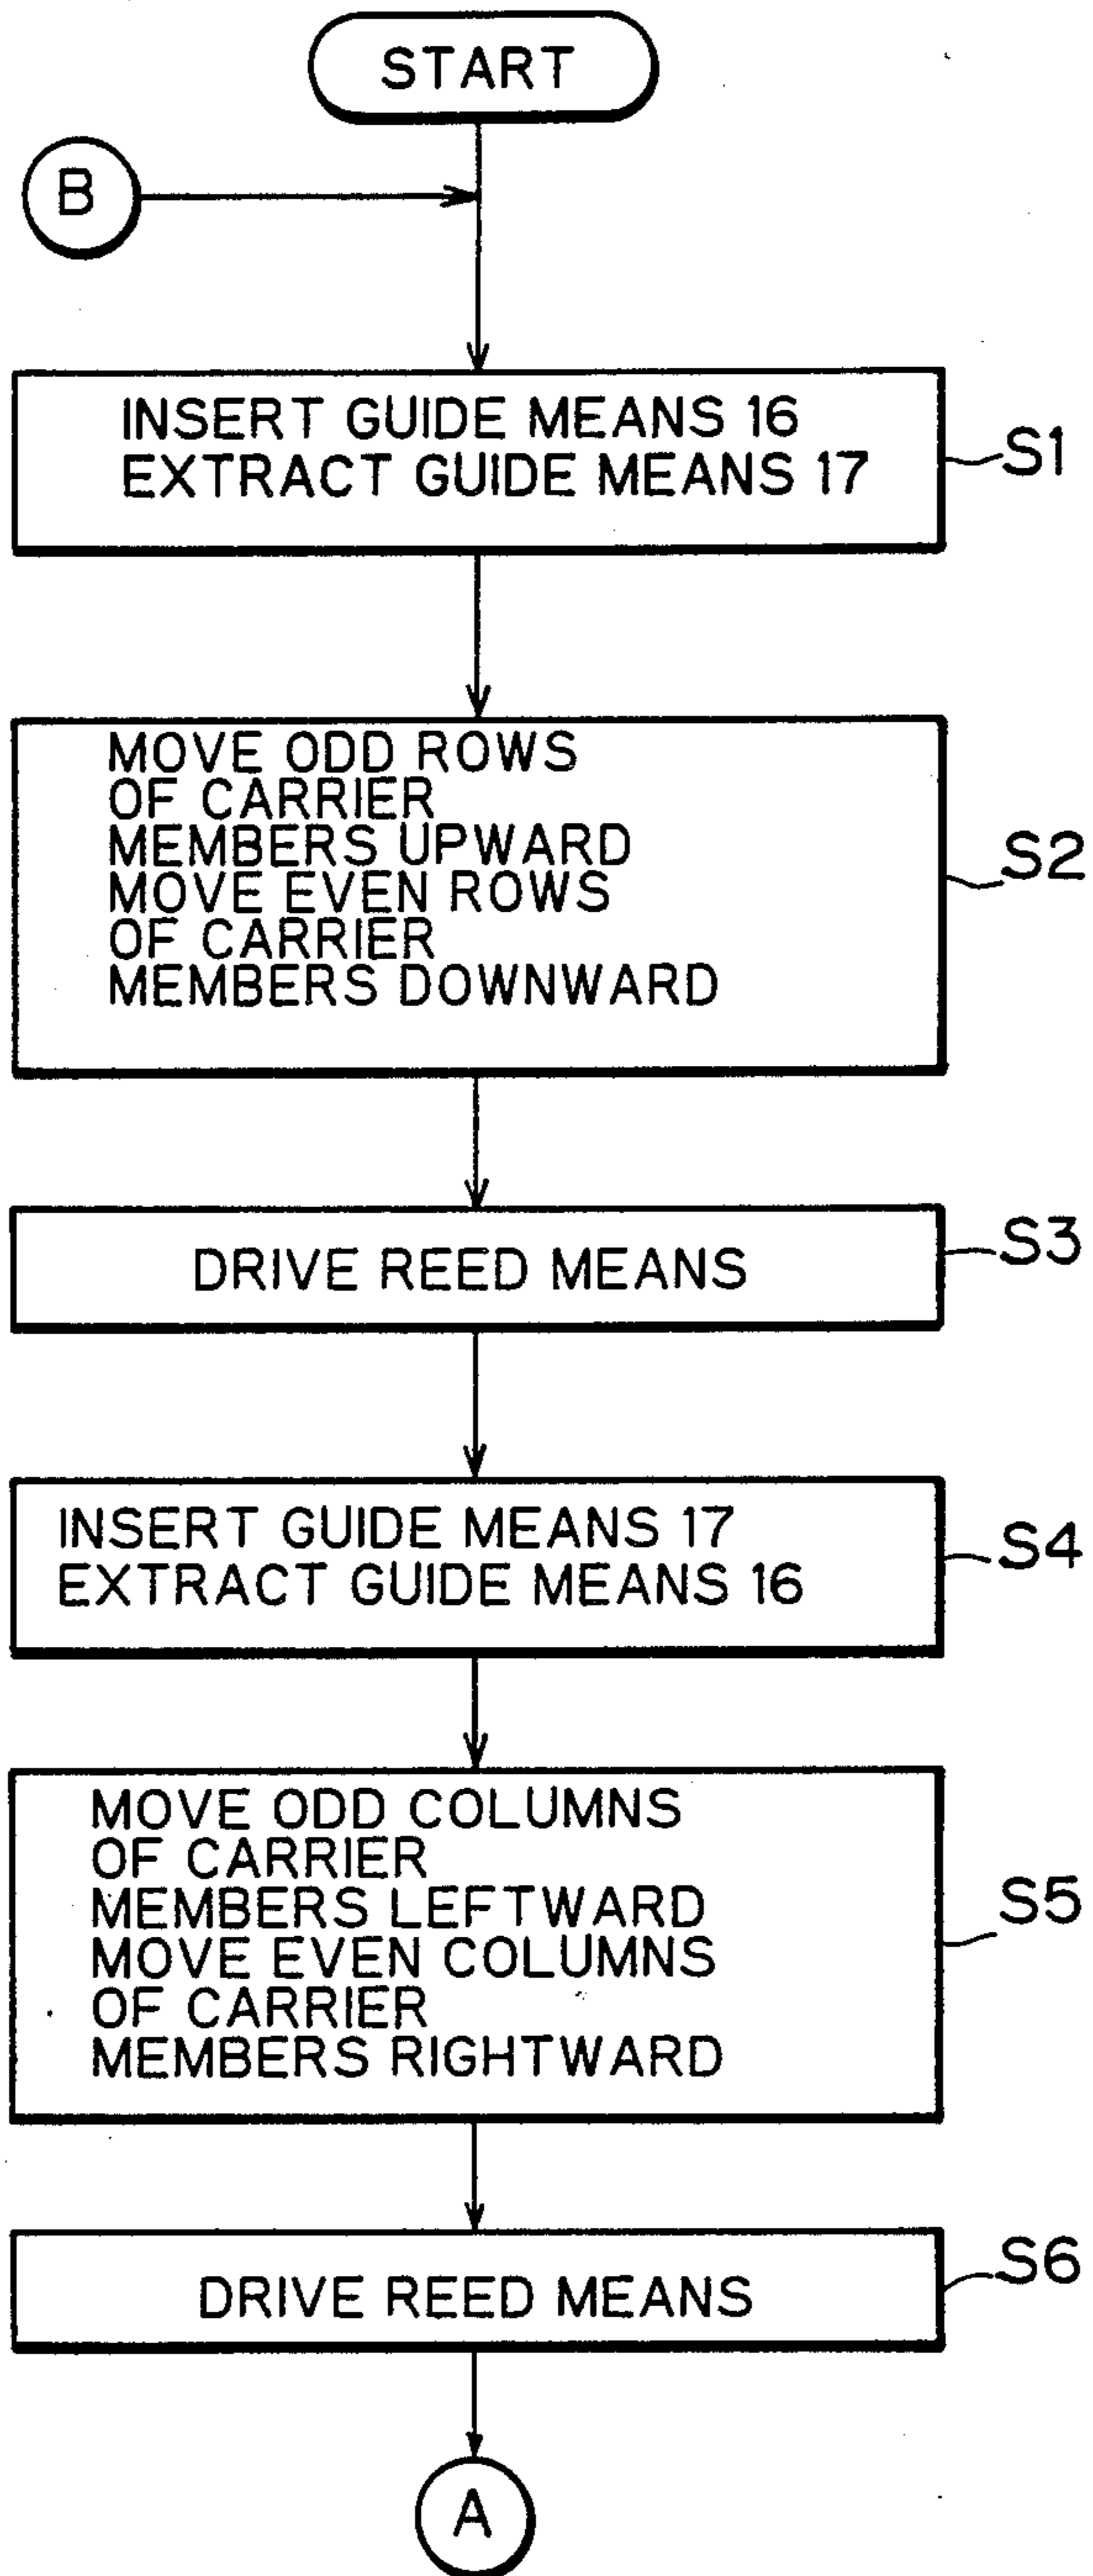 START
B
INSERT GUIDE MEANS 16
EXTRACT GUIDE MEANS 17
S1
MOVE ODD ROWS
OF CARRIER
MEMBERS UPWARD
MOVE EVEN ROWS
OF CARRIER
MEMBERS DOWNWARD
S2
DRIVE REED MEANS
S3
INSERT GUIDE MEANS 17
EXTRACT GUIDE MEANS 16
S4
MOVE ODD COLUMNS
OF CARRIER
MEMBERS LEFTWARD
MOVE EVEN COLUMNS
OF CARRIER
MEMBERS RIGHTWARD
S5
DRIVE REED MEANS
S6
A